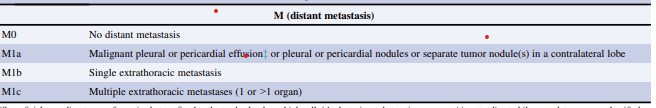 M (distant metastasis)
M0 No distant metastasis
M1a Malignant pleural or pericardial effusion‡ or pleural or pericardial nodules or separate tumor nodule(s) in a contralateral lobe
M1b Single extrathoracic metastasis
M1c Multiple extrathoracic metastases (1 or >1 organ)